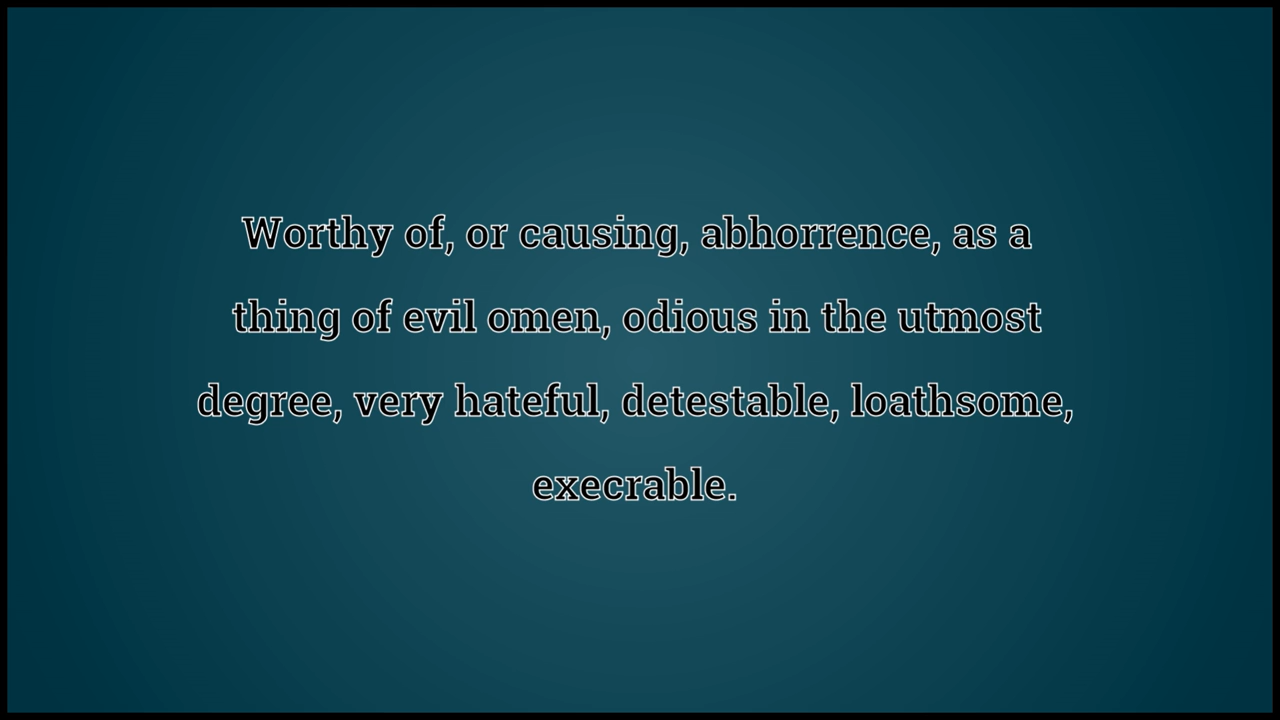 Worthy of, or causing, abhorrence, as a
thing of evil omen, odious in the utmost
degree, very hateful, detestable, loathsome,
execrable.